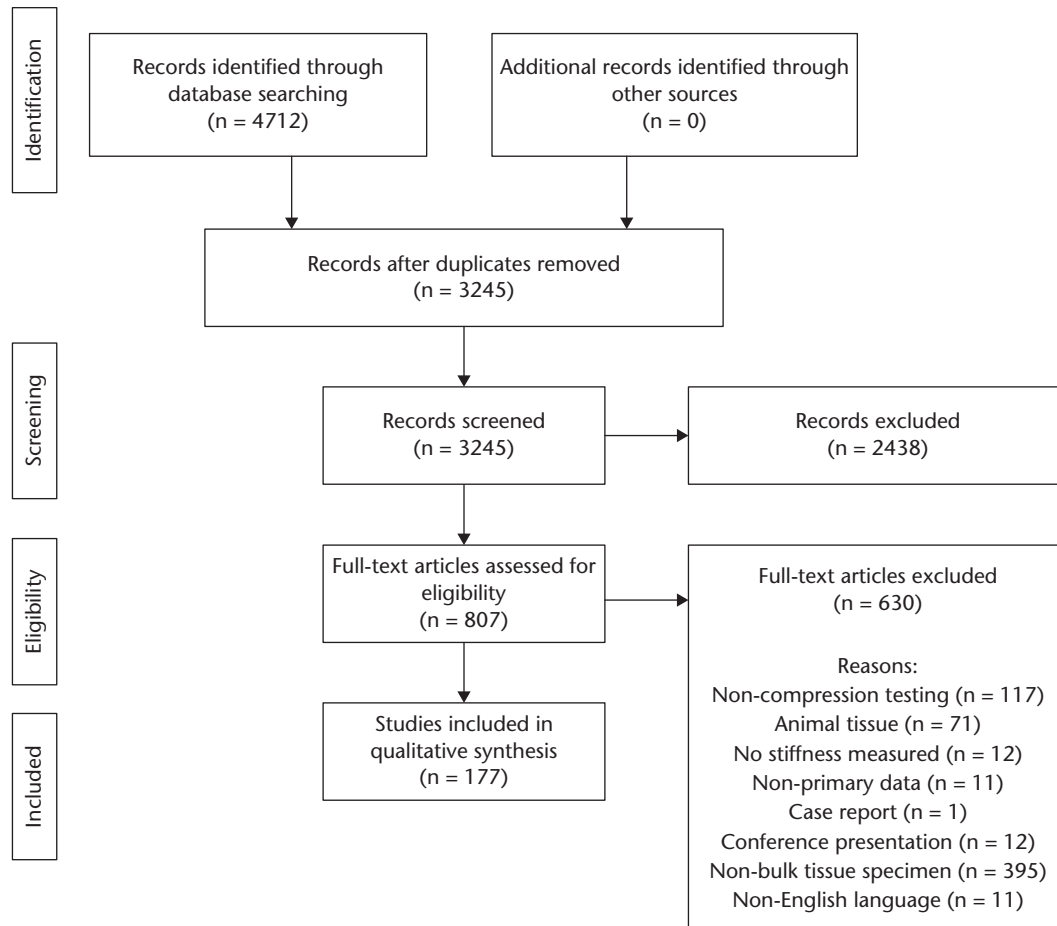 Identification
Records identified through
database searching
(n = 4712)
Additional records identified through
other sources
(n = 0)
Records after duplicates removed
(n = 3245)
Screening
Records screened
(n = 3245)
Records excluded
(n = 2438)
Eligibility
Full-text articles assessed for
eligibility
(n = 807)
Full-text articles excluded
(n = 630)
Reasons:
Non-compression testing (n = 117)
Animal tissue (n = 71)
No stiffness measured (n = 12)
Non-primary data (n = 11)
Case report (n = 1)
Conference presentation (n = 12)
Non-bulk tissue specimen (n = 395)
Non-English language (n = 11)
Included
Studies included in
qualitative synthesis
(n = 177)